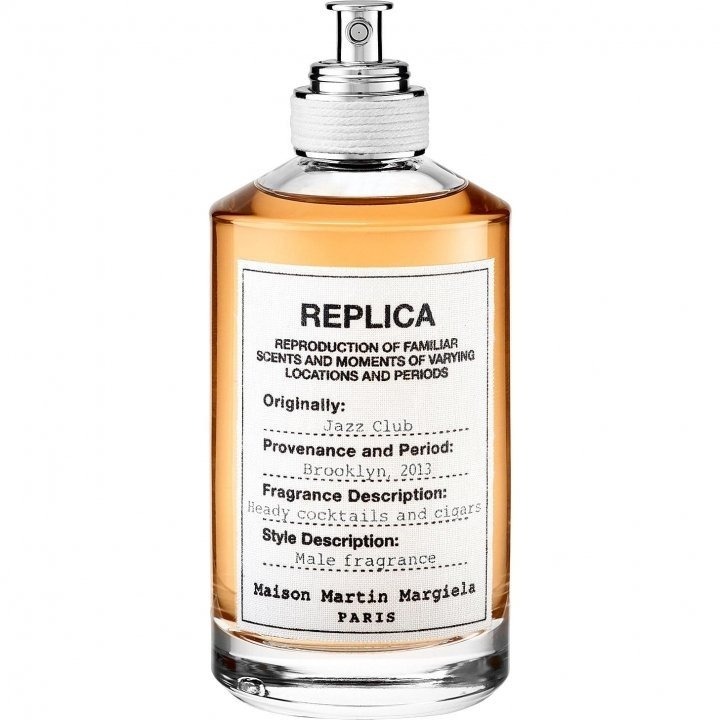 REPLICA
REPRODUCTION OF FAMILIAR
SCENTS AND MOMENTS OF VARYING
LOCATIONS AND PERIODS
Originally:
Jazz Club
Provenance and Period:
Brooklyn, 2013
Fragrance Description:
Heady cocktails and cigars
Style Description:
Male fragrance
Maison Martin Margiela
PARIS